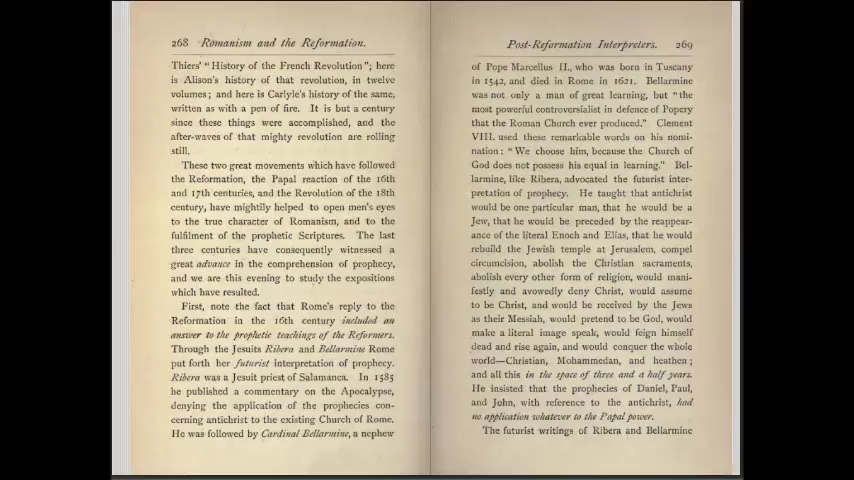 268 Romanism and the Reformation.
Thiers' "History of the French Revolution"; here
is Alison's history of that revolution, in twelve
volumes; and here is Carlyle's history of the same,
written as with a pen of fire. It is but a century
since these things were accomplished, and the
after-waves of that mighty revolution are rolling
still.
These two great movements which have followed
the Reformation, the Papal reaction of the 16th
and 17th centuries, and the Revolution of the 18th
century, have mightily helped to open men's eyes
to the true character of Romanism, and to the
fulfilment of the prophetic Scriptures. The last
three centuries have consequently witnessed a
great advance in the comprehension of prophecy,
and we are this evening to study the expositions
which have resulted.
First, note the fact that Rome's reply to the
Reformation in the 16th century included an
answer to the prophetic teachings of the Reformers.
Through the Jesuits Ribera and Bellarmine Rome
put forth her futurist interpretation of prophecy.
Ribera was a Jesuit priest of Salamanca. In 1585
he published a commentary on the Apocalypse,
denying the application of the prophecies con-
cerning antichrist to the existing Church of Rome.
He was followed by Cardinal Bellarmine, a nephew
Post-Reformation Interpreters. 269
of Pope Marcellus II., who was born in Tuscany
in 1542, and died in Rome in 1621. Bellarmine
was not only a man of great learning, but "the
most powerful controversialist in defence of Popery
that the Roman Church ever produced." Clement
VIII. used these remarkable words on his nomi-
nation: "We choose him, because the Church of
God does not possess his equal in learning." Bel-
larmine, like Ribera, advocated the futurist inter-
pretation of prophecy. He taught that antichrist
would be one particular man, that he would be a
Jew, that he would be preceded by the reappear-
ance of the literal Enoch and Elias, that he would
rebuild the Jewish temple at Jerusalem, compel
circumcision, abolish the Christian sacraments,
abolish every other form of religion, would mani-
festly and avowedly deny Christ, would assume
to be Christ, and would be received by the Jews
as their Messiah, would pretend to be God, would
make a literal image speak, would feign himself
dead and rise again, and would conquer the whole
world—Christian, Mohammedan, and heathen;
and all this in the space of three and a half years.
He insisted that the prophecies of Daniel, Paul,
and John, with reference to the antichrist, had
no application whatever to the Papal power.
The futurist writings of Ribera and Bellarmine